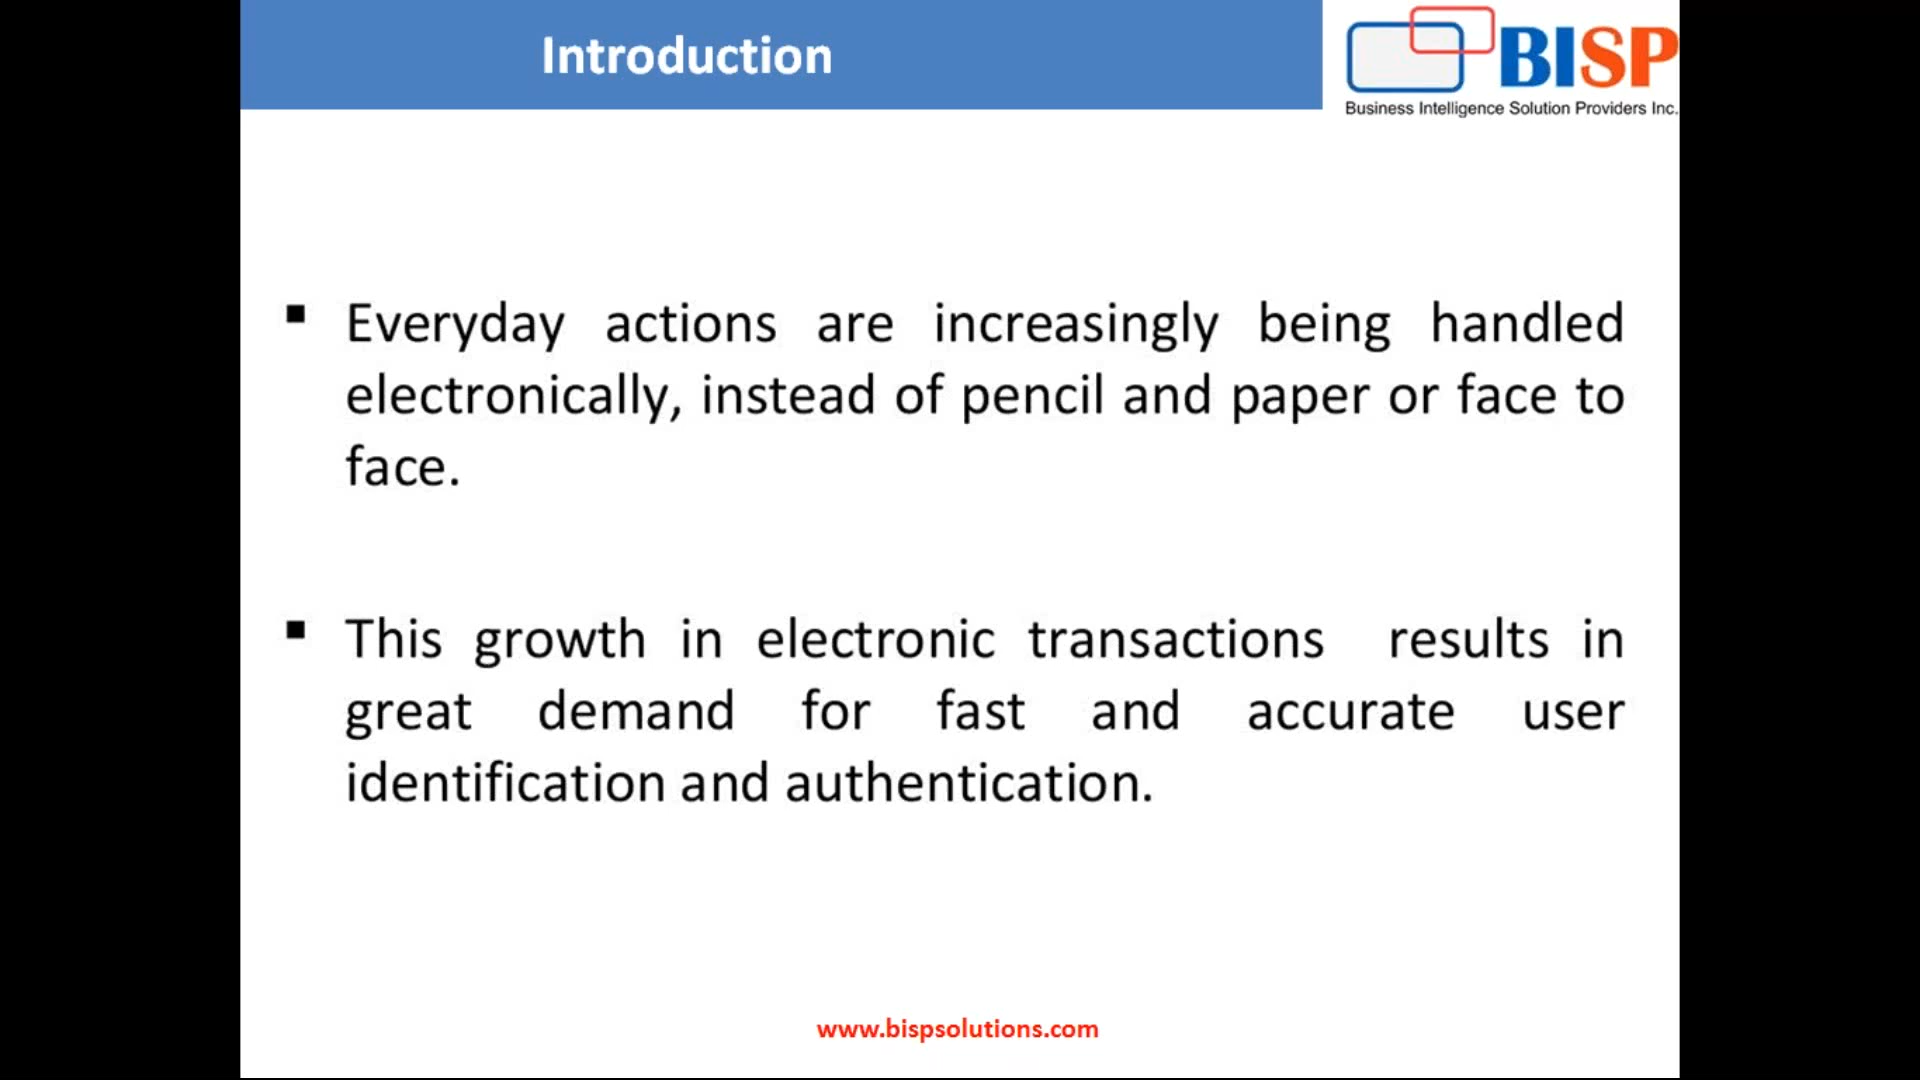 Introduction
BISP
Business Intelligence Solution Providers Inc.
▪ Everyday actions are increasingly being handled
electronically, instead of pencil and paper or face to
face.
▪ This growth in electronic transactions results in
great demand for fast and accurate user
identification and authentication.
www.bispsolutions.com